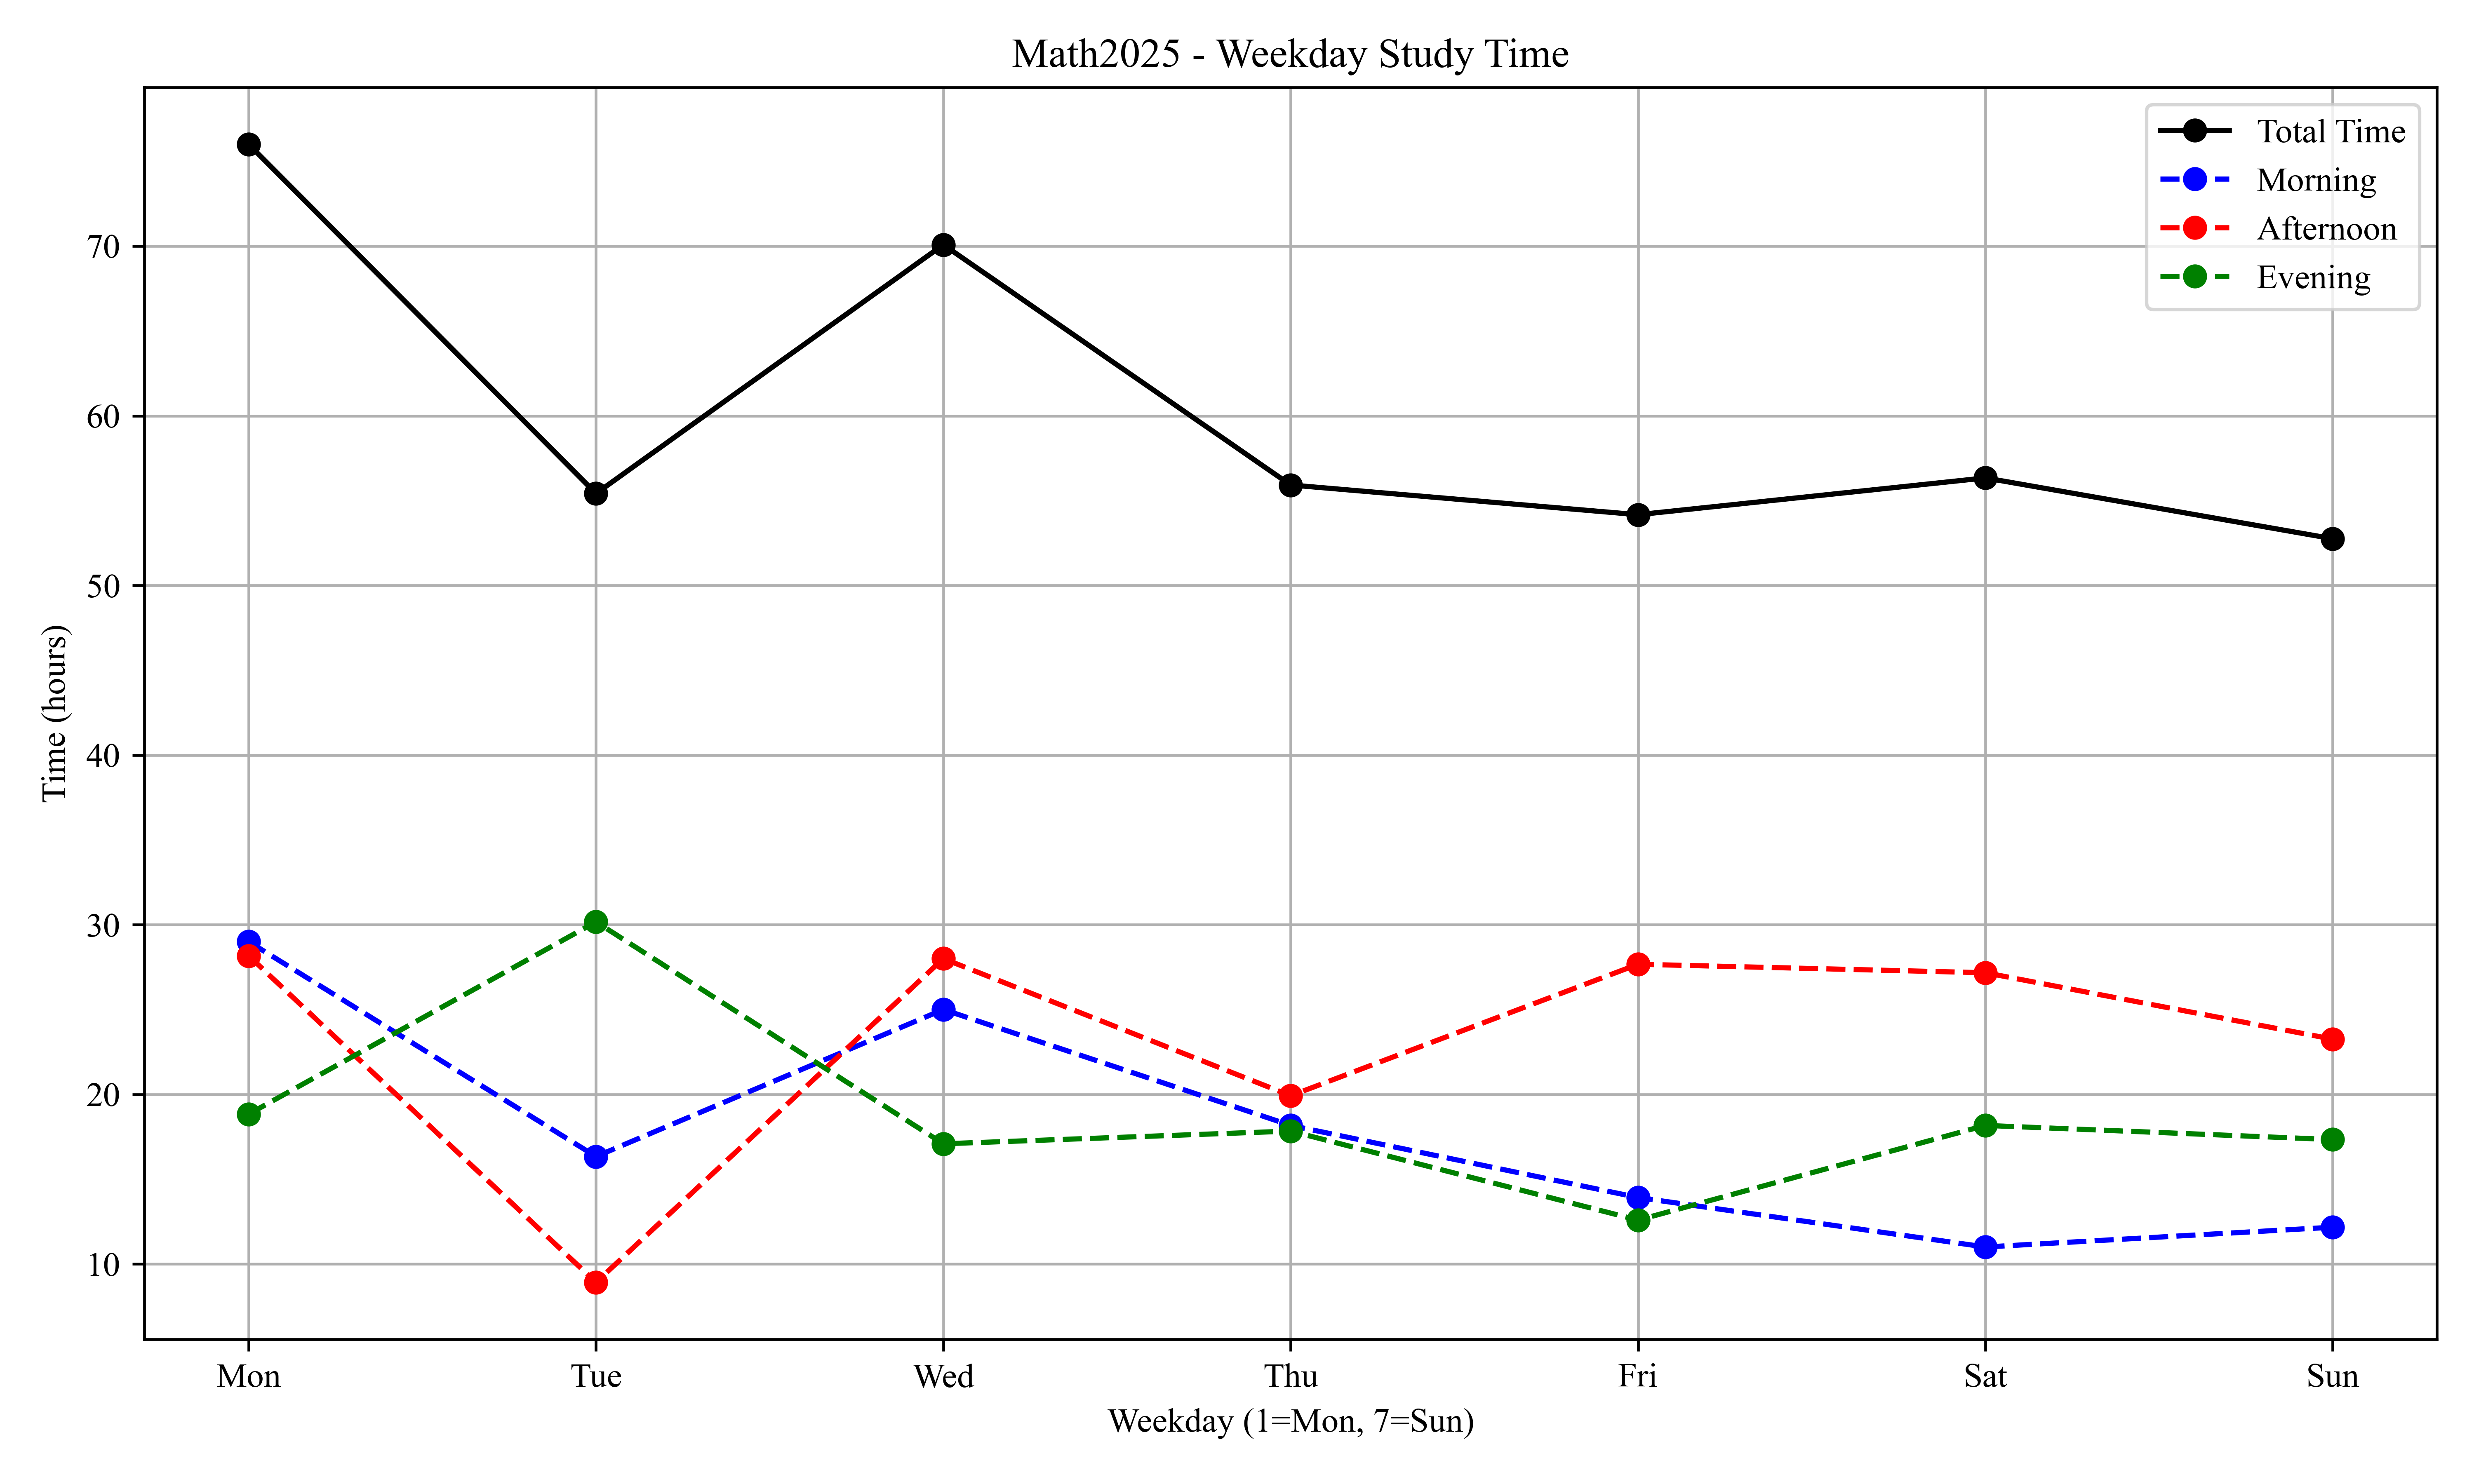 Math2025 - Weekday Study Time
Total Time
Morning
Afternoon
Evening
Time (hours)
70
60
50
40
30
20
10
Mon Tue Wed Thu Fri Sat Sun
Weekday (1=Mon, 7=Sun)